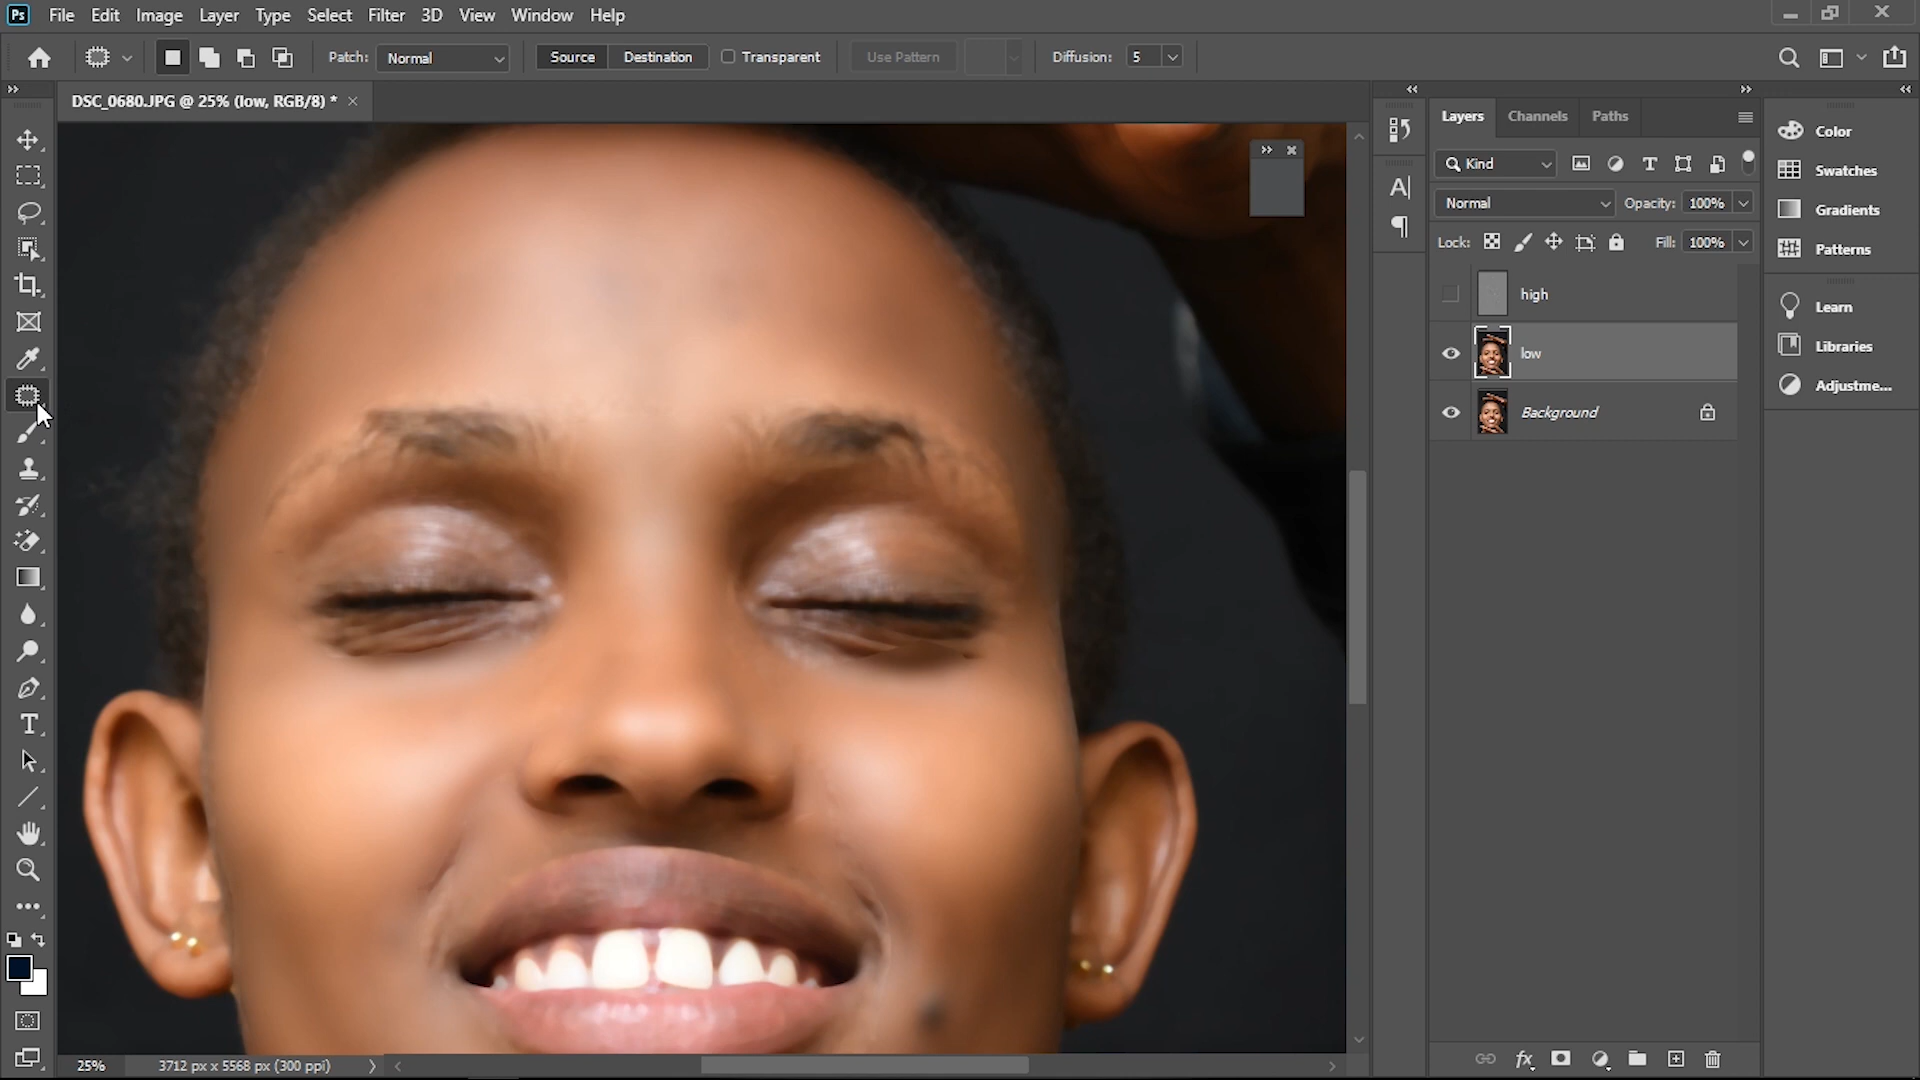 Ps File Edit Image Layer Type Select Filter 3D View Window Help
Patch: Normal Source Destination Transparent Use Pattern Diffusion: 5
DSC_0680.JPG @ 25% (low, RGB/8) *
Layers Channels Paths
Kind
Normal Opacity: 100%
Lock: Fill: 100%
high
low
Background
Color
Swatches
Gradients
Patterns
Learn
Libraries
Adjustme...
25% 3712 px x 5568 px (300 ppi)